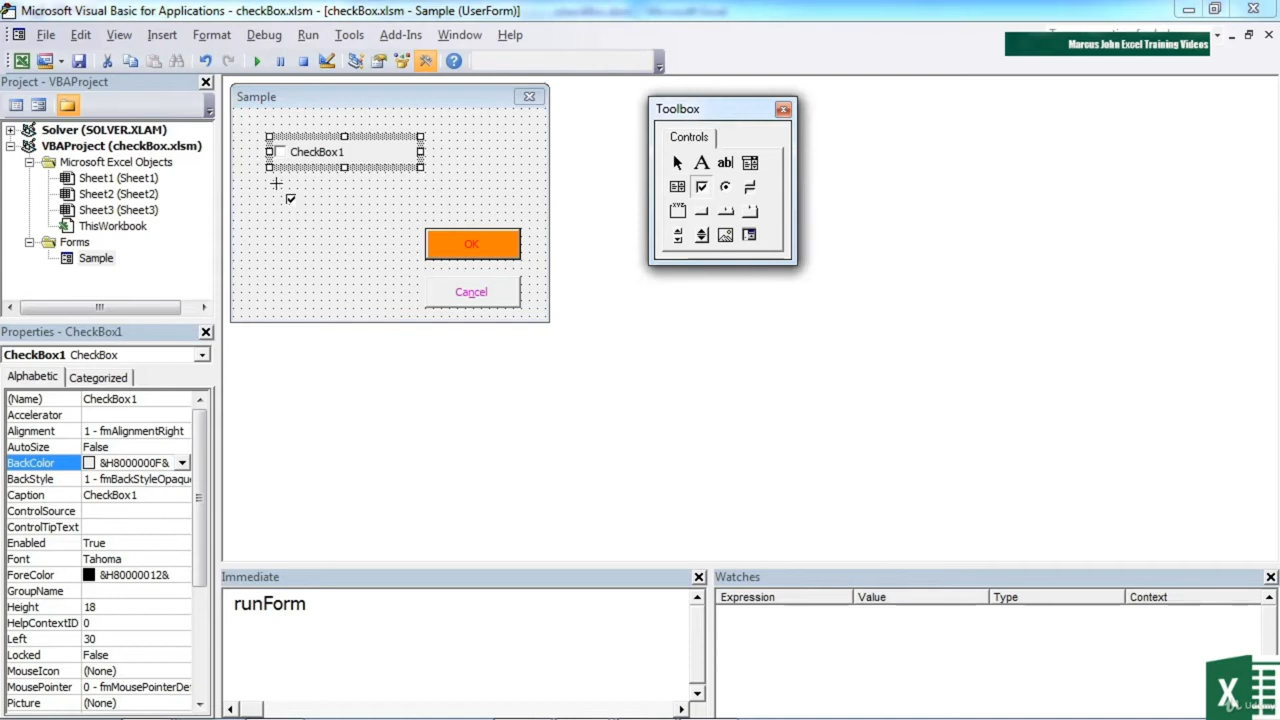 Microsoft Visual Basic for Applications - checkBox.xlsm - [checkBox.xlsm - Sample (UserForm)]
File Edit View Insert Format Debug Run Tools Add-Ins Window Help
Marcus John Excel Training Videos
Project - VBAProject
Solver (SOLVER.XLAM)
VBAProject (checkBox.xlsm)
Microsoft Excel Objects
Sheet1 (Sheet1)
Sheet2 (Sheet2)
Sheet3 (Sheet3)
ThisWorkbook
Forms
Sample
Sample
CheckBox1
OK
Cancel
Toolbox
Controls
A ab|
XYZ
Properties - CheckBox1
CheckBox1 CheckBox
Alphabetic Categorized
(Name) CheckBox1
Accelerator
Alignment 1 - fmAlignmentRight
AutoSize False
BackColor &H8000000F&
BackStyle 1 - fmBackStyleOpaqu
Caption CheckBox1
ControlSource
ControlTipText
Enabled True
Font Tahoma
ForeColor &H80000012&
GroupName
Height 18
HelpContextID 0
Left 30
Locked False
MouseIcon (None)
MousePointer 0 - fmMousePointerDe
Picture (None)
Immediate
runForm
Watches
Expression Value Type Context
X
Udemy